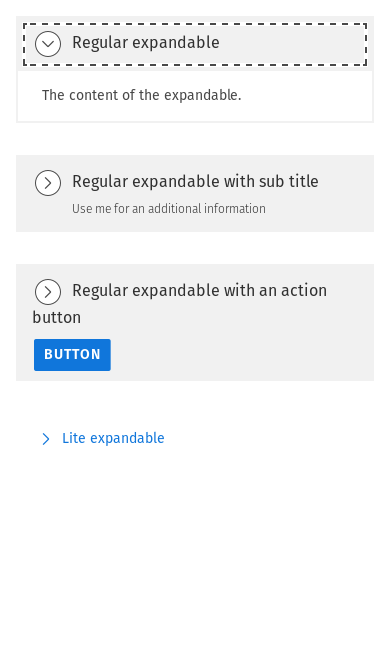 Regular expandable
The content of the expandable.
Regular expandable with sub title
Use me for an additional information
Regular expandable with an action
button
BUTTON
Lite expandable